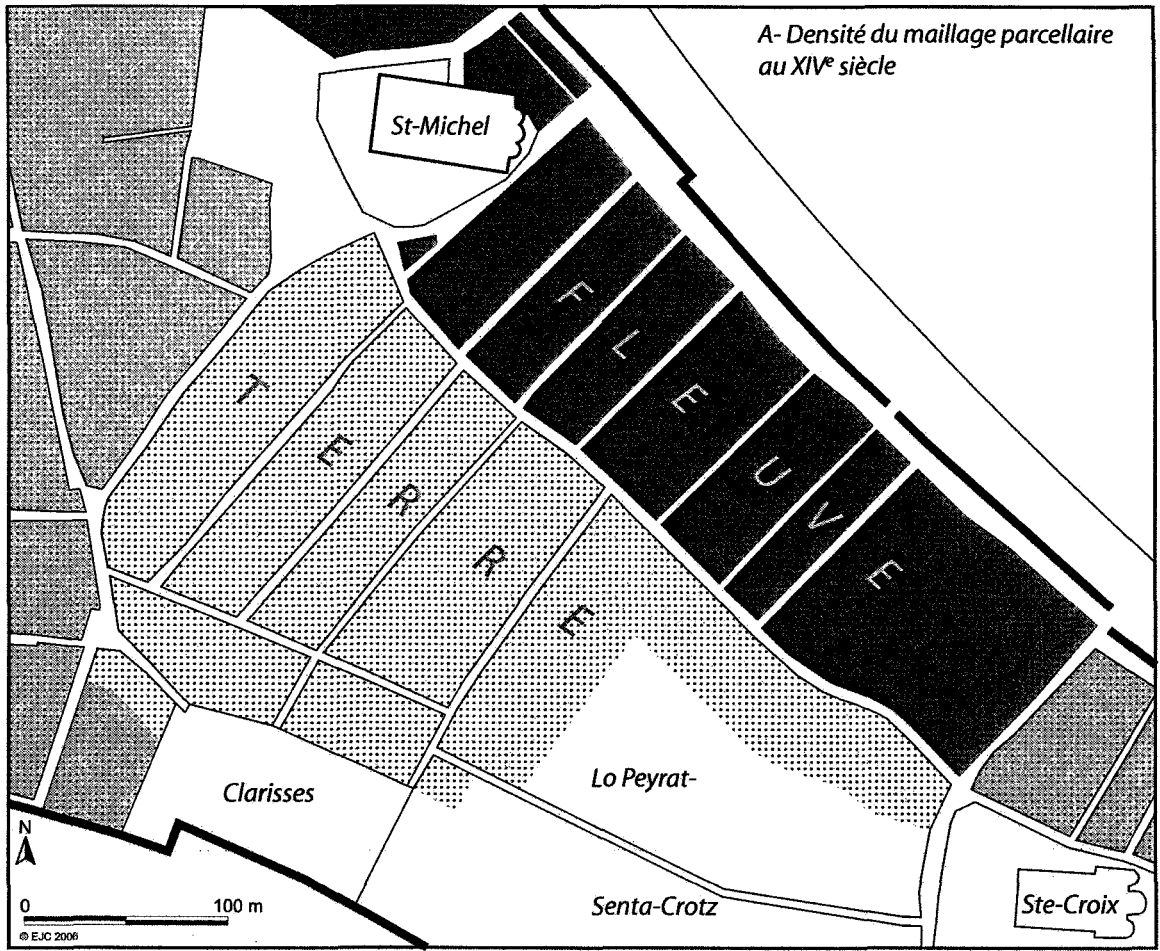 A- Densité du maillage parcellaire
au XIVᵉ siècle
St-Michel
FLEUVE
TERRE
Clarisses
Lo Peyrat-
Senta-Crotz
Ste-Croix
N
0 100 m
© EJC 2006